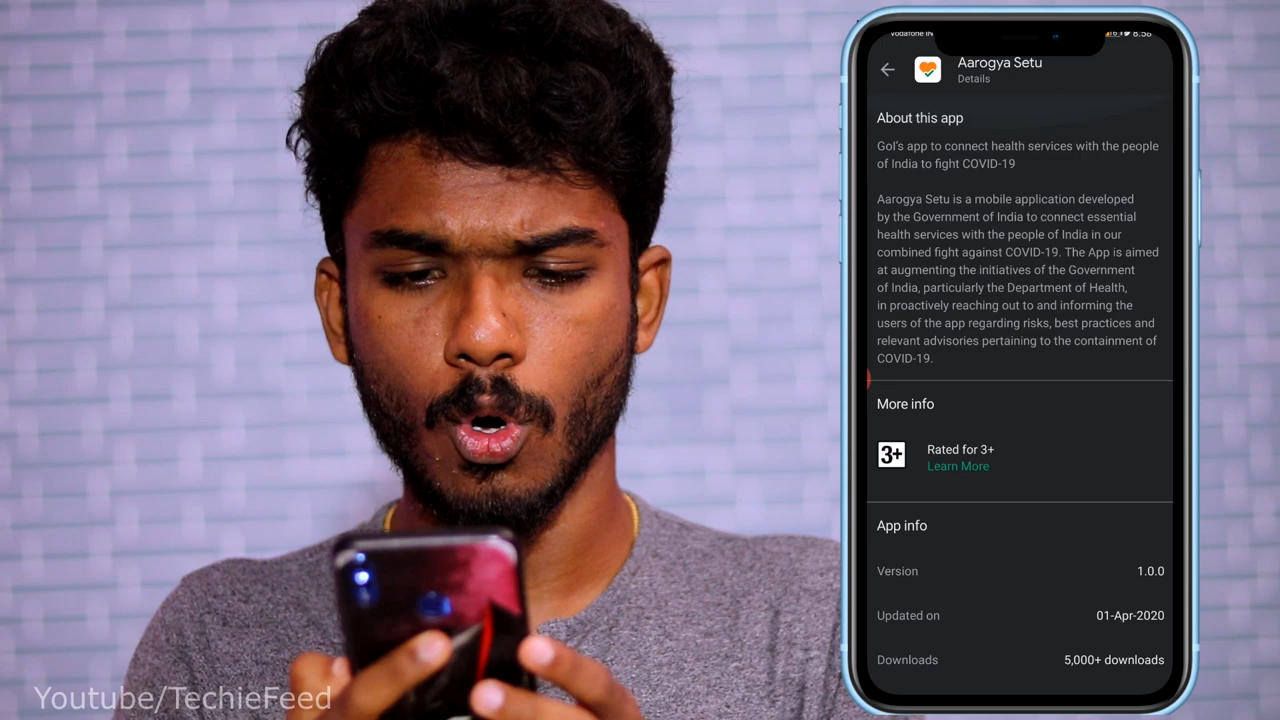 Vodafone IN
8:58
Aarogya Setu
Details
About this app
GoI's app to connect health services with the people
of India to fight COVID-19
Aarogya Setu is a mobile application developed
by the Government of India to connect essential
health services with the people of India in our
combined fight against COVID-19. The App is aimed
at augmenting the initiatives of the Government
of India, particularly the Department of Health,
in proactively reaching out to and informing the
users of the app regarding risks, best practices and
relevant advisories pertaining to the containment of
COVID-19.
More info
3+
Rated for 3+
Learn More
App info
Version 1.0.0
Updated on 01-Apr-2020
Downloads 5,000+ downloads
Youtube/TechieFeed